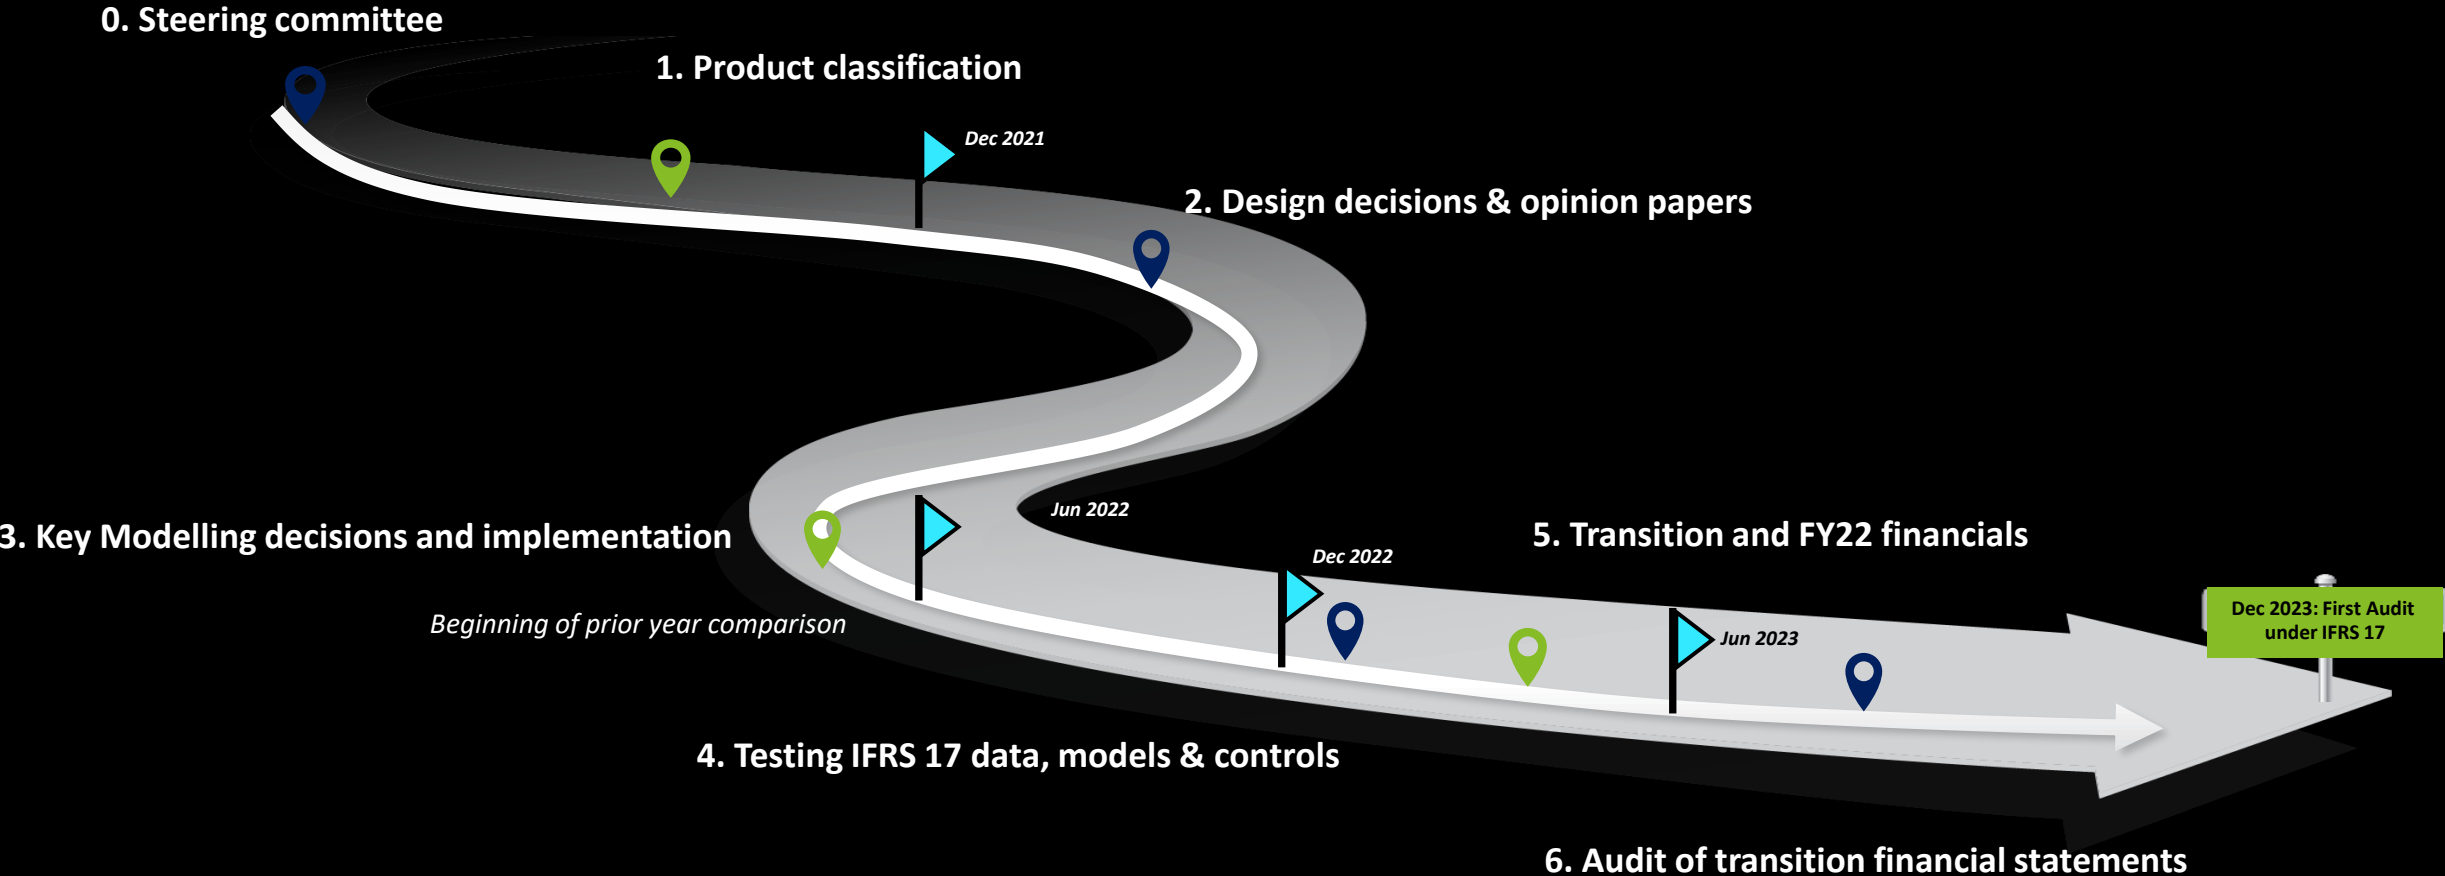 0. Steering committee
1. Product classification
Dec 2021
2. Design decisions & opinion papers
Jun 2022
3. Key Modelling decisions and implementation
5. Transition and FY22 financials
Dec 2022
Beginning of prior year comparison
Dec 2023: First Audit
under IFRS 17
Jun 2023
4. Testing IFRS 17 data, models & controls
6. Audit of transition financial statements